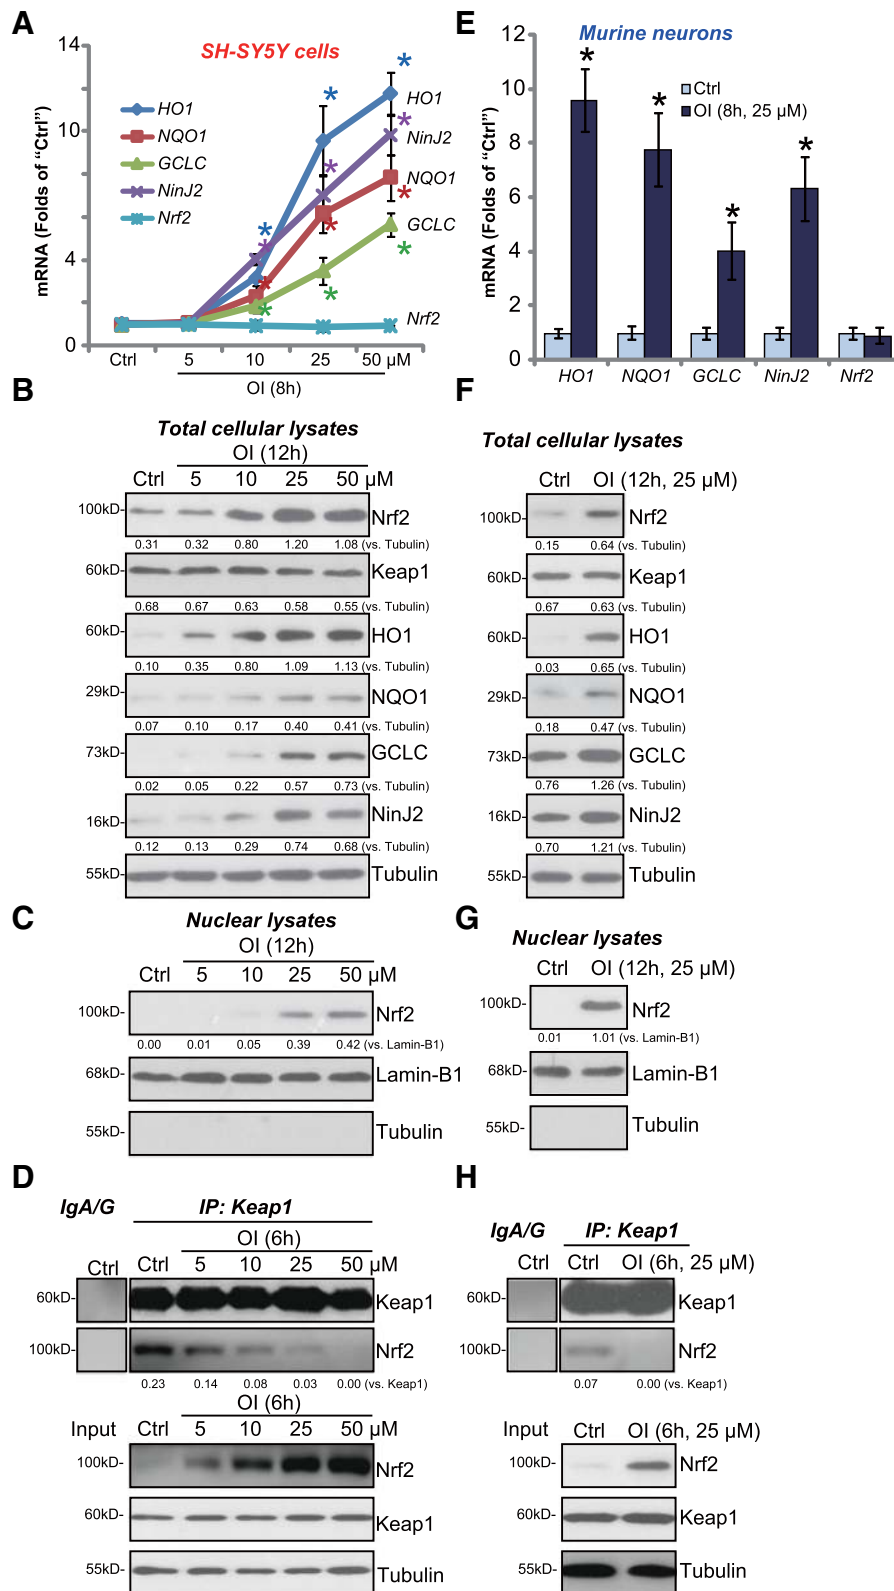 A
SH-SY5Y cells
mRNA (Folds of “Ctrl”)
14
10
4
0
HO1
NQO1
GCLC
NinJ2
Nrf2
HO1
NinJ2
NQO1
GCLC
Nrf2
* * * * * * * * * * * *
Ctrl 5 10 25 50 µM
OI (8h)
B
Total cellular lysates
OI (12h)
Ctrl 5 10 25 50 µM
100kD- Nrf2
0.31 0.32 0.80 1.20 1.08 (vs. Tubulin)
60kD- Keap1
0.68 0.67 0.63 0.58 0.55 (vs. Tubulin)
60kD- HO1
0.10 0.35 0.80 1.09 1.13 (vs. Tubulin)
29kD- NQO1
0.07 0.10 0.17 0.40 0.41 (vs. Tubulin)
73kD- GCLC
0.02 0.05 0.22 0.57 0.73 (vs. Tubulin)
16kD- NinJ2
0.12 0.13 0.29 0.74 0.68 (vs. Tubulin)
55kD- Tubulin
C
Nuclear lysates
OI (12h)
Ctrl 5 10 25 50 µM
100kD- Nrf2
0.00 0.01 0.05 0.39 0.42 (vs. Lamin-B1)
68kD- Lamin-B1
55kD- Tubulin
D
IgA/G IP: Keap1
OI (6h)
Ctrl Ctrl 5 10 25 50 µM
60kD- Keap1
100kD- Nrf2
0.23 0.14 0.08 0.03 0.00 (vs. Keap1)
OI (6h)
Input Ctrl 5 10 25 50 µM
100kD- Nrf2
60kD- Keap1
55kD- Tubulin
E
Murine neurons
mRNA (Folds of “Ctrl”)
12
10
8
6
4
2
0
Ctrl
OI (8h, 25 µM)
* * * *
HO1 NQO1 GCLC NinJ2 Nrf2
F
Total cellular lysates
Ctrl OI (12h, 25 µM)
100kD- Nrf2
0.15 0.64 (vs. Tubulin)
60kD- Keap1
0.67 0.63 (vs. Tubulin)
60kD- HO1
0.03 0.65 (vs. Tubulin)
29kD- NQO1
0.18 0.47 (vs. Tubulin)
73kD- GCLC
0.76 1.26 (vs. Tubulin)
16kD- NinJ2
0.70 1.21 (vs. Tubulin)
55kD- Tubulin
G
Nuclear lysates
Ctrl OI (12h, 25 µM)
100kD- Nrf2
0.01 1.01 (vs. Lamin-B1)
68kD- Lamin-B1
55kD- Tubulin
H
IgA/G IP: Keap1
Ctrl Ctrl OI (6h, 25 µM)
60kD- Keap1
100kD- Nrf2
0.07 0.00 (vs. Keap1)
Input Ctrl OI (6h, 25 µM)
100kD- Nrf2
60kD- Keap1
55kD- Tubulin